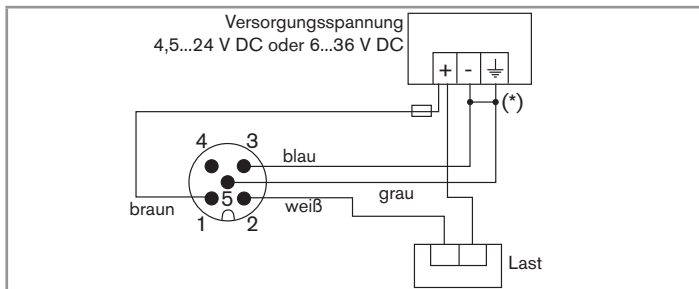 Versorgungsspannung
4,5...24 V DC oder 6...36 V DC
+ -
(*)
4 3
blau
5
grau
braun
weiß
1 2
Last